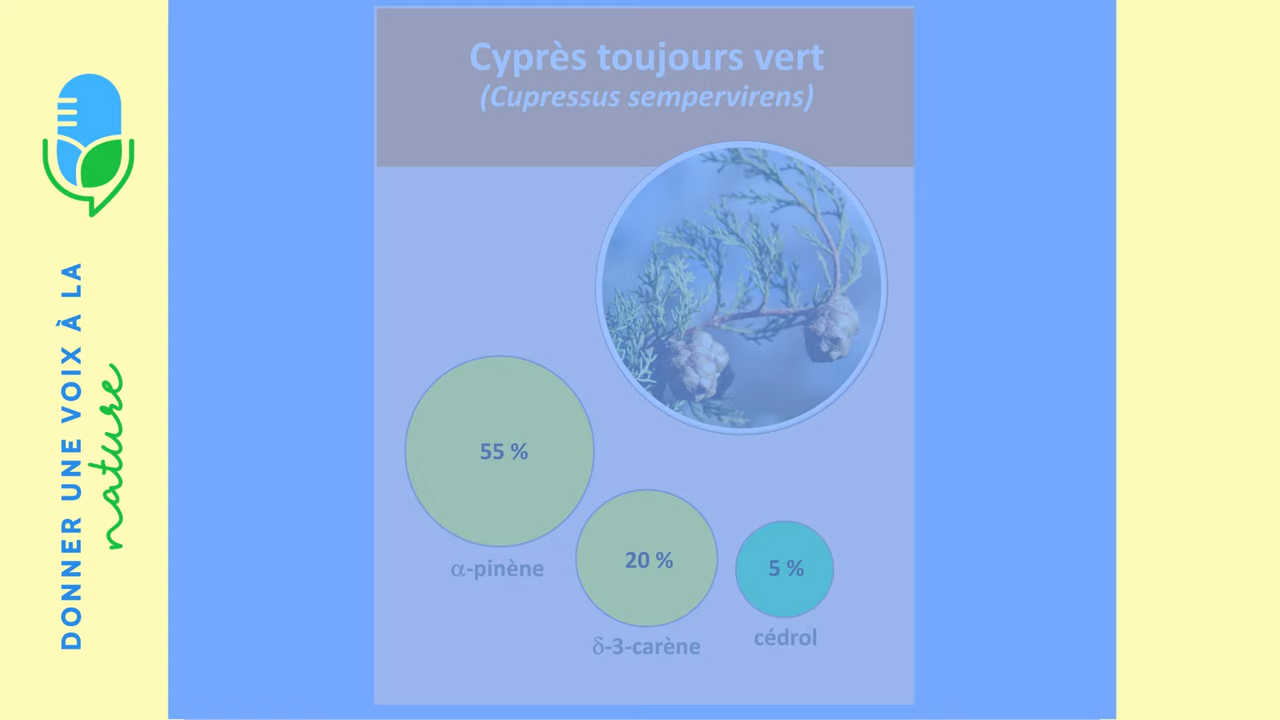 DONNER UNE VOIX À LA
nature
Cyprès toujours vert
(Cupressus sempervirens)
55 %
α-pinène
20 %
δ-3-carène
5 %
cédrol